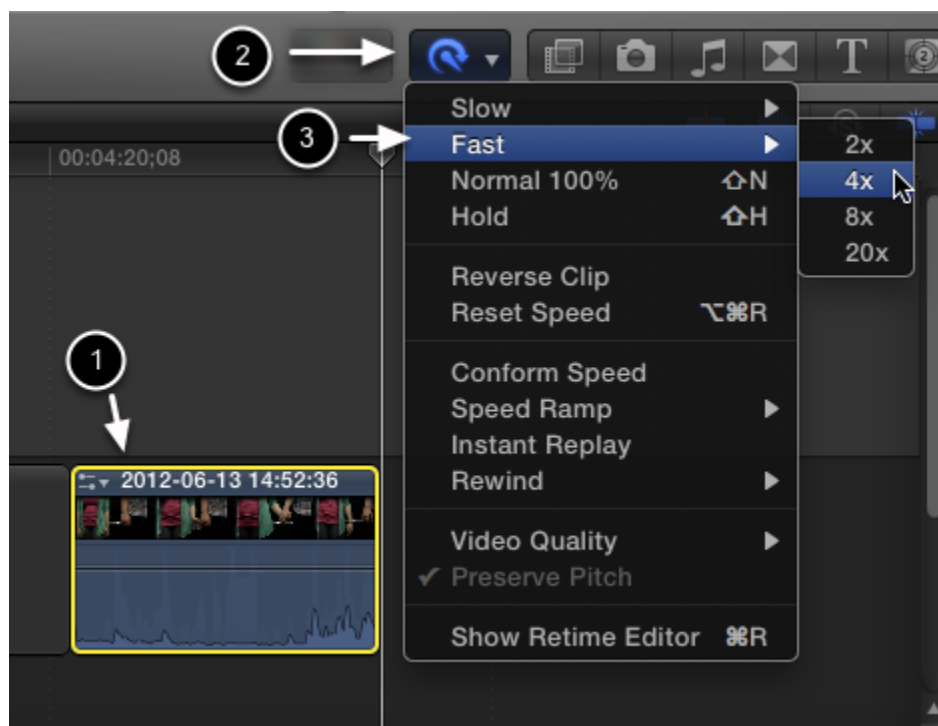 2
T
2
Slow
3
Fast
2x
00:04:20;08
Normal 100% ⇧N
4x
Hold ⇧H
8x
20x
Reverse Clip
Reset Speed ⌥⌘R
1
Conform Speed
Speed Ramp
Instant Replay
2012-06-13 14:52:36
Rewind
Video Quality
✓ Preserve Pitch
Show Retime Editor ⌘R